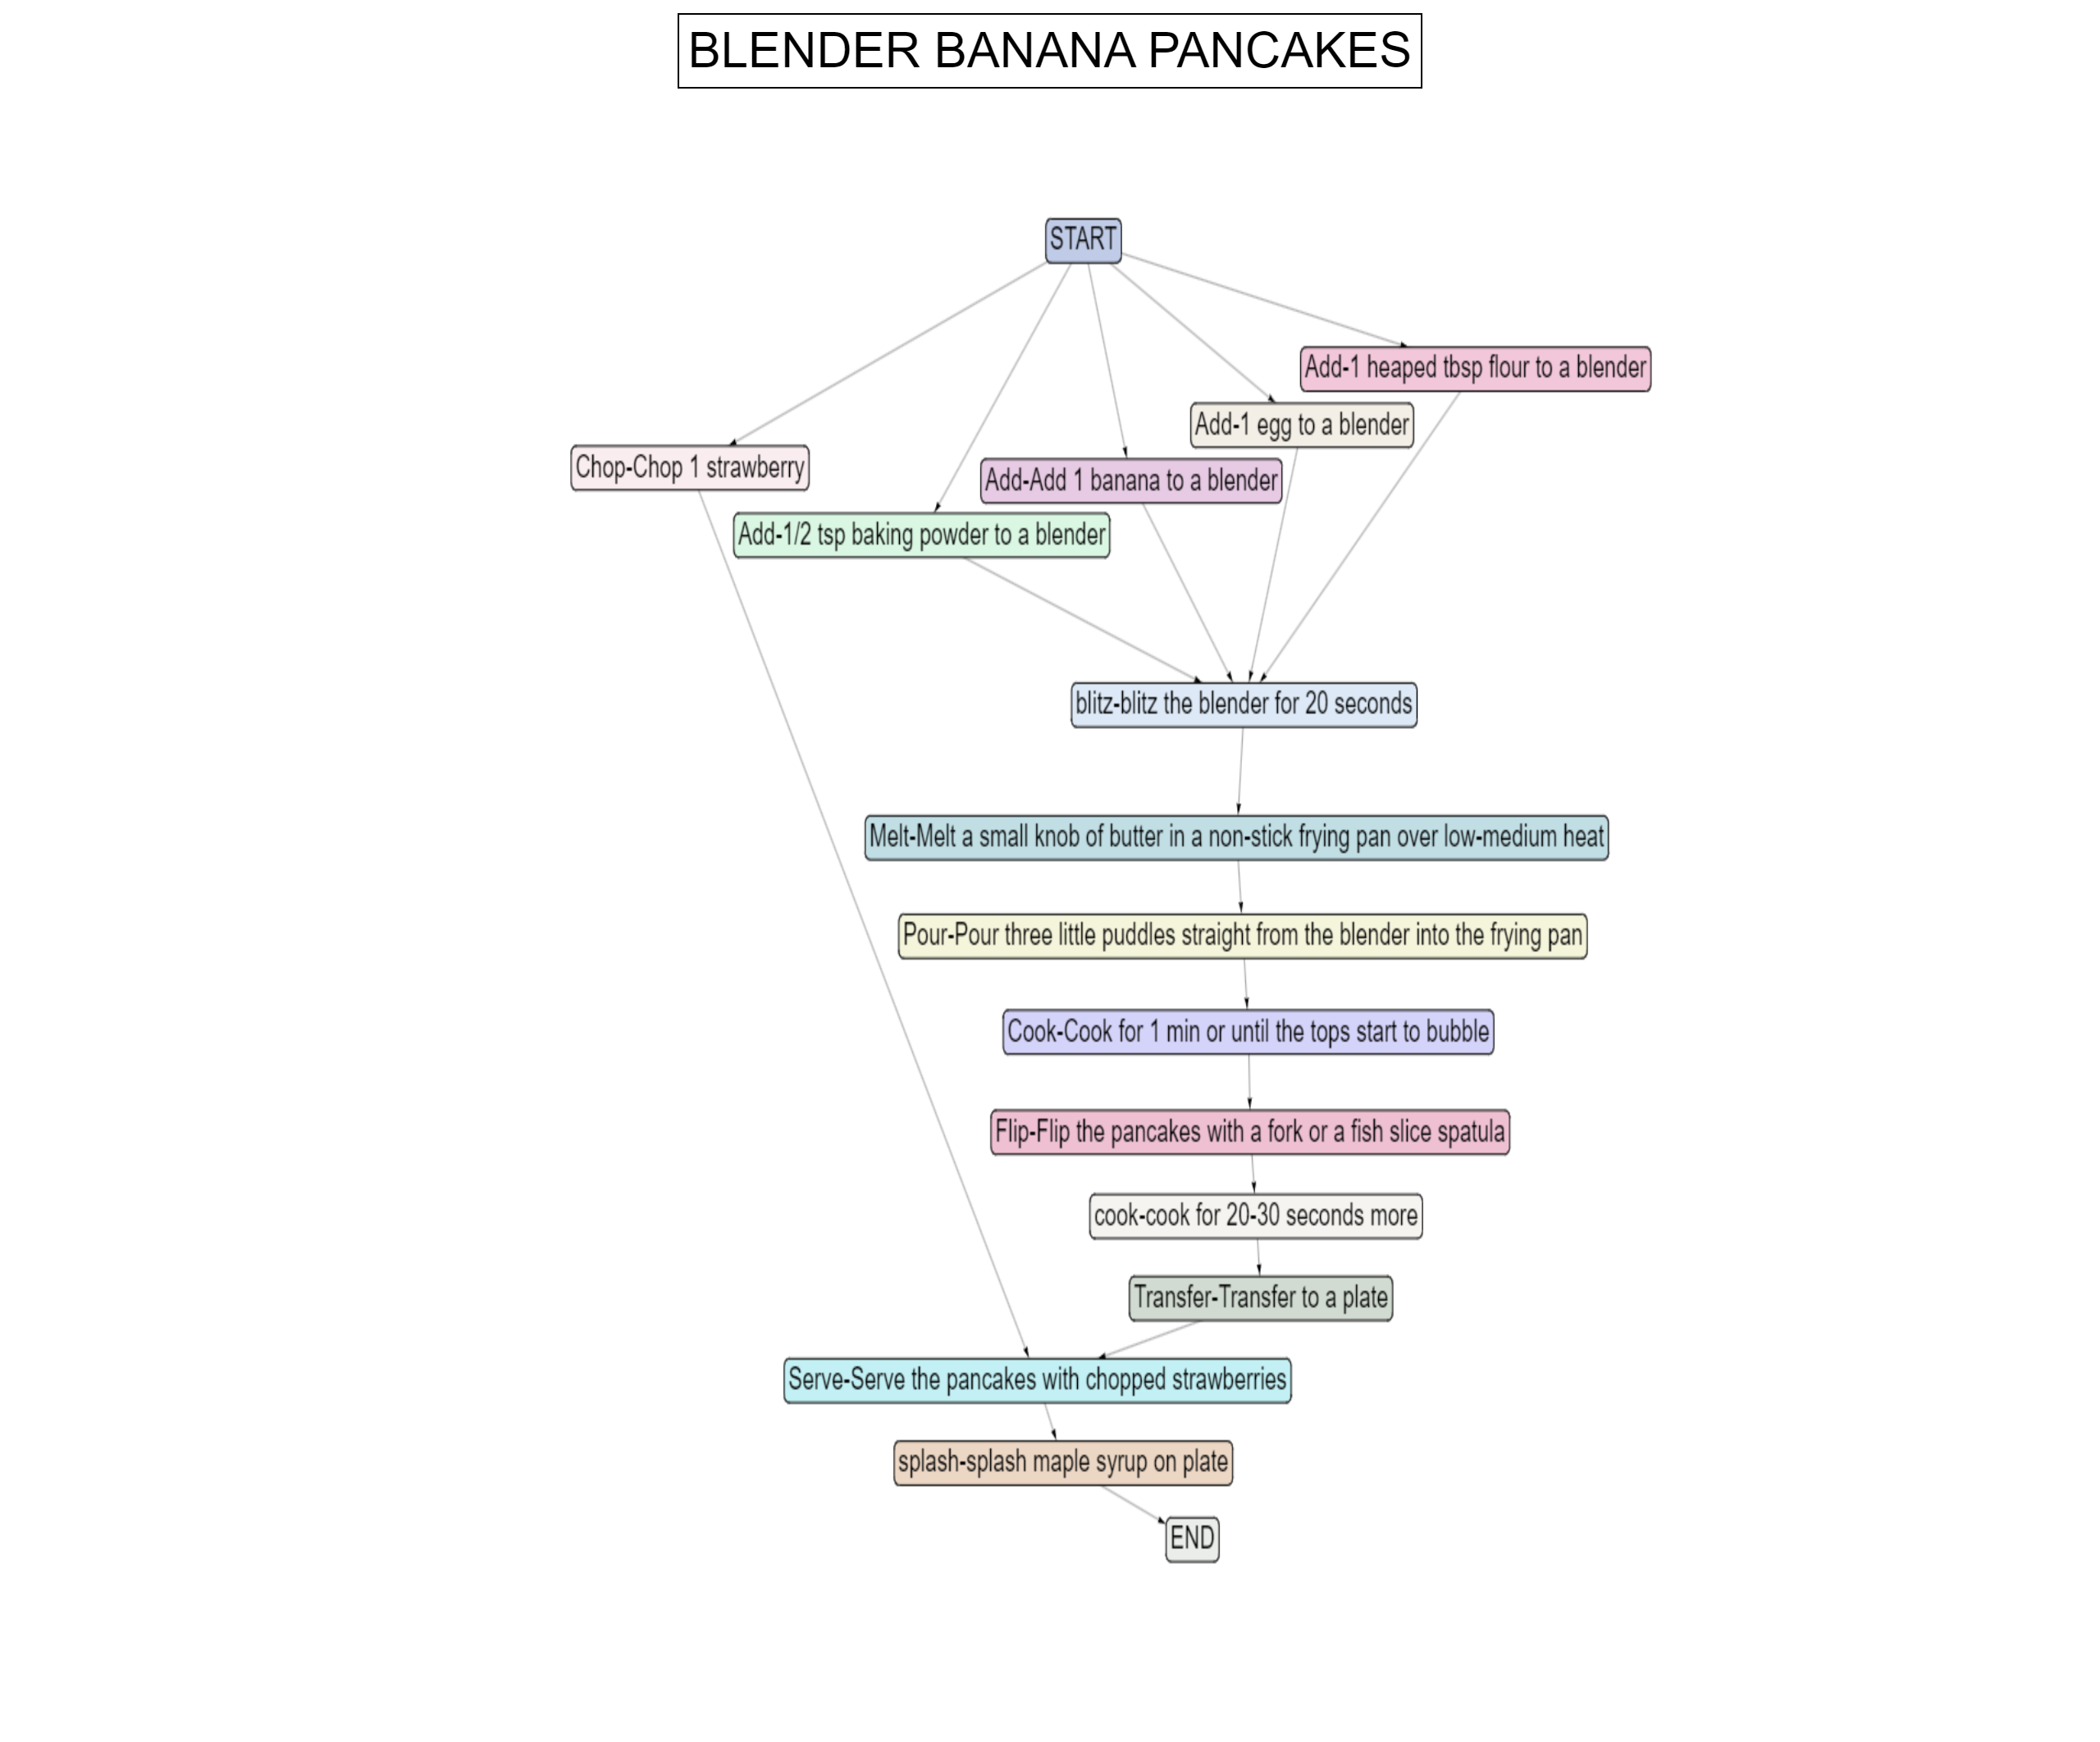 BLENDER BANANA PANCAKES
START
Add-1 heaped tbsp flour to a blender
Add-1 egg to a blender
Chop-Chop 1 strawberry
Add-Add 1 banana to a blender
Add-1/2 tsp baking powder to a blender
blitz-blitz the blender for 20 seconds
Melt-Melt a small knob of butter in a non-stick frying pan over low-medium heat
Pour-Pour three little puddles straight from the blender into the frying pan
Cook-Cook for 1 min or until the tops start to bubble
Flip-Flip the pancakes with a fork or a fish slice spatula
cook-cook for 20-30 seconds more
Transfer-Transfer to a plate
Serve-Serve the pancakes with chopped strawberries
splash-splash maple syrup on plate
END